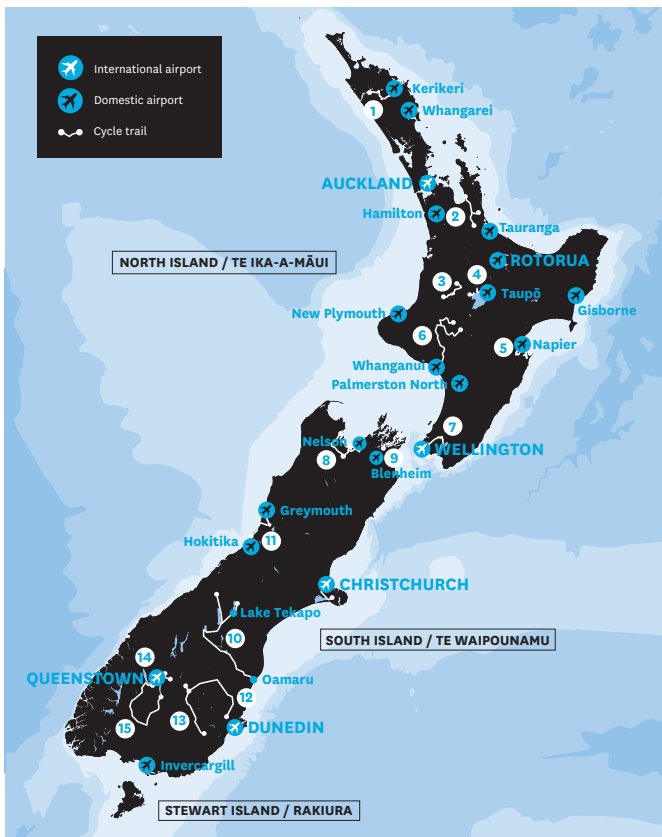 International airport
Domestic airport
Cycle trail
Kerikeri
1
Whangarei
AUCKLAND
Hamilton
2
Tauranga
NORTH ISLAND / TE IKA-A-MĀUI
ROTORUA
3
4
Taupō
Gisborne
New Plymouth
6
5
Napier
Whanganui
Palmerston North
7
Nelson
WELLINGTON
8
9
Blenheim
Greymouth
Hokitika
11
CHRISTCHURCH
Lake Tekapo
10
SOUTH ISLAND / TE WAIPOUNAMU
14
QUEENSTOWN
Oamaru
12
13
15
DUNEDIN
Invercargill
STEWART ISLAND / RAKIURA